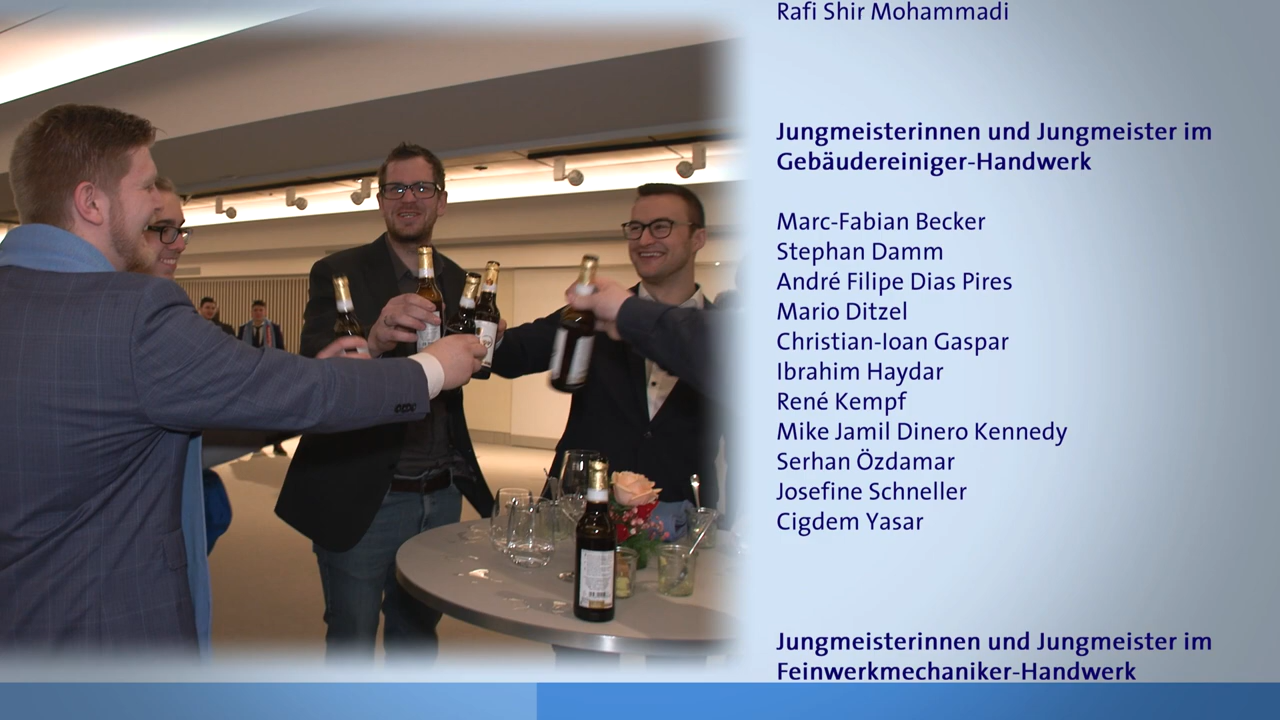 Rafi Shir Mohammadi
Jungmeisterinnen und Jungmeister im
Gebäudereiniger-Handwerk
Marc-Fabian Becker
Stephan Damm
André Filipe Dias Pires
Mario Ditzel
Christian-Ioan Gaspar
Ibrahim Haydar
René Kempf
Mike Jamil Dinero Kennedy
Serhan Özdamar
Josefine Schneller
Cigdem Yasar
Jungmeisterinnen und Jungmeister im
Feinwerkmechaniker-Handwerk